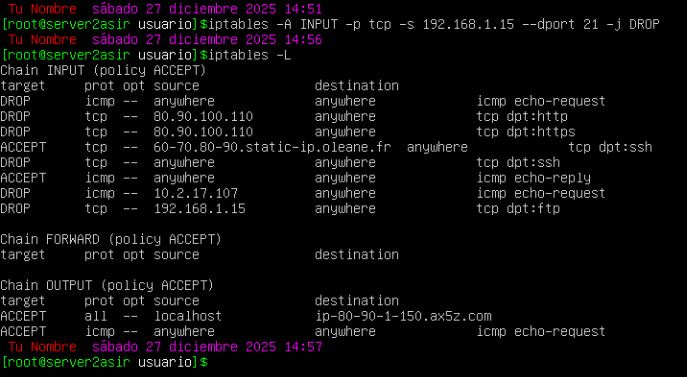 Tu Nombre sábado 27 diciembre 2025 14:51
[root@server2asir usuario]$iptables -A INPUT -p tcp -s 192.168.1.15 --dport 21 -j DROP
Tu Nombre sábado 27 diciembre 2025 14:56
[root@server2asir usuario]$iptables -L
Chain INPUT (policy ACCEPT)
target prot opt source destination
DROP icmp -- anywhere anywhere icmp echo-request
DROP tcp -- 80.90.100.110 anywhere tcp dpt:http
DROP tcp -- 80.90.100.110 anywhere tcp dpt:https
ACCEPT tcp -- 60-70.80-90.static-ip.oleane.fr anywhere tcp dpt:ssh
DROP tcp -- anywhere anywhere tcp dpt:ssh
ACCEPT icmp -- anywhere anywhere icmp echo-reply
DROP icmp -- 10.2.17.107 anywhere icmp echo-request
DROP tcp -- 192.168.1.15 anywhere tcp dpt:ftp
Chain FORWARD (policy ACCEPT)
target prot opt source destination
Chain OUTPUT (policy ACCEPT)
target prot opt source destination
ACCEPT all -- localhost ip-80-90-1-150.ax5z.com
ACCEPT icmp -- anywhere anywhere icmp echo-request
Tu Nombre sábado 27 diciembre 2025 14:57
[root@server2asir usuario]$